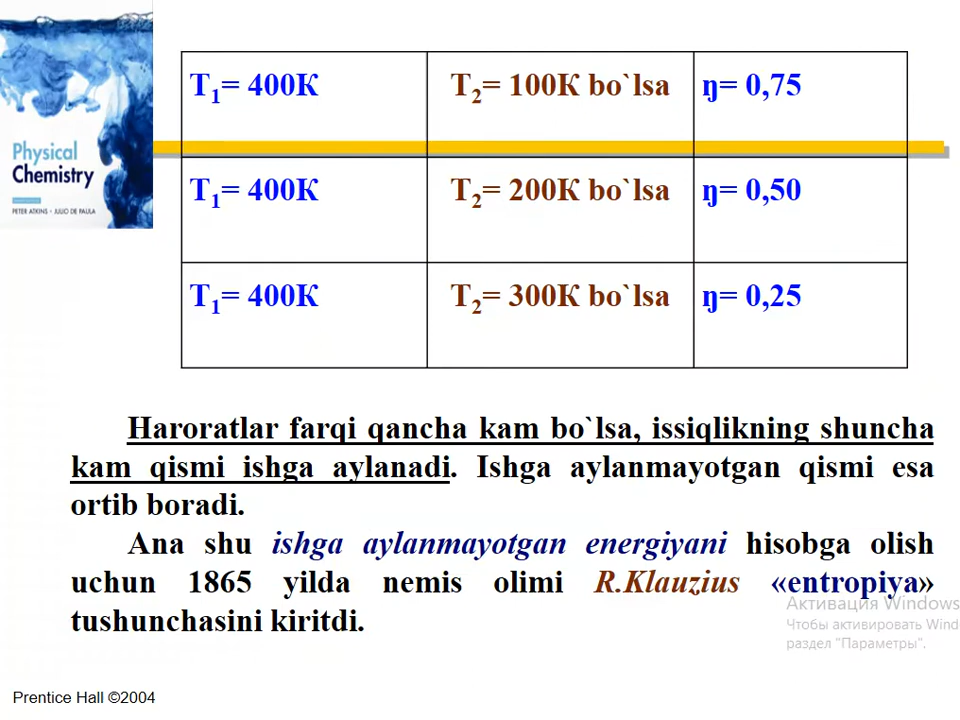 Physical
Chemistry
PETER ATKINS · JULIO DE PAULA
T₁= 400K T₂= 100K bo`lsa ŋ= 0,75
T₁= 400K T₂= 200K bo`lsa ŋ= 0,50
T₁= 400K T₂= 300K bo`lsa ŋ= 0,25
Haroratlar farqi qancha kam bo`lsa, issiqlikning shuncha
kam qismi ishga aylanadi. Ishga aylanmayotgan qismi esa
ortib boradi.
Ana shu ishga aylanmayotgan energiyani hisobga olish
uchun 1865 yilda nemis olimi R.Klauzius «entropiya»
tushunchasini kiritdi.
Активация Windows
Чтобы активировать Wind
раздел "Параметры".
Prentice Hall ©2004